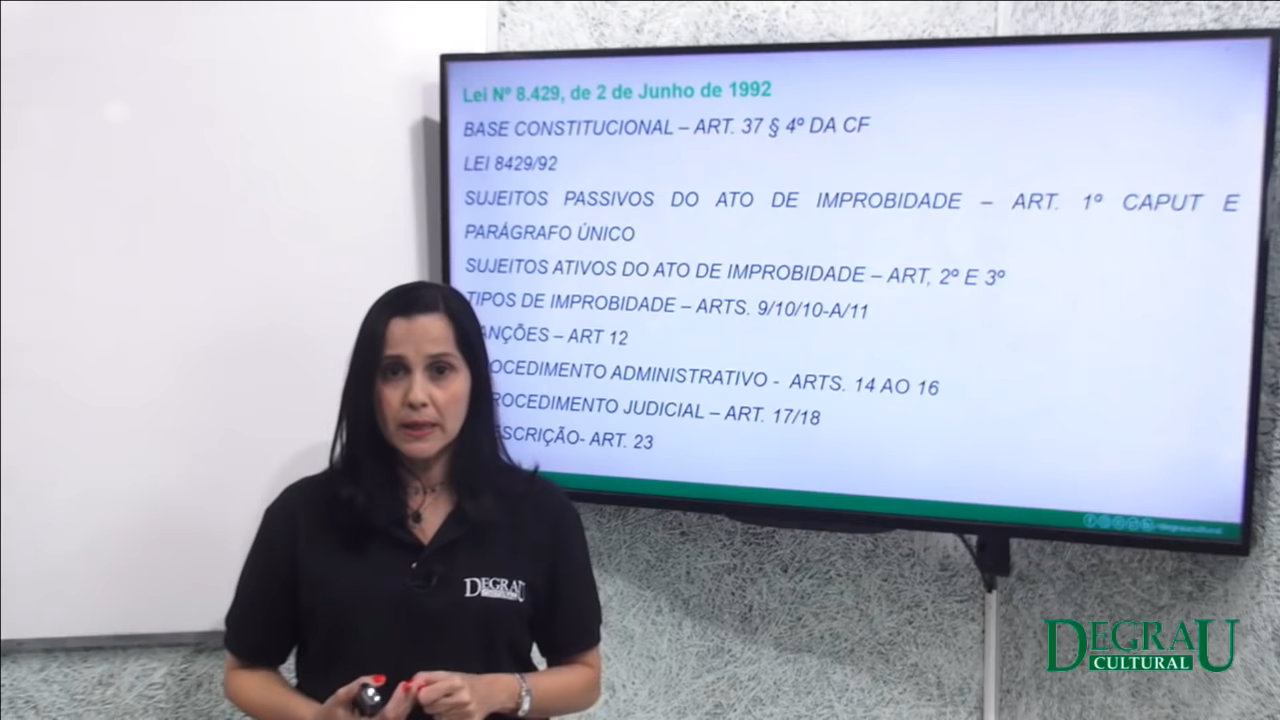 Lei Nº 8.429, de 2 de Junho de 1992
BASE CONSTITUCIONAL – ART. 37 § 4º DA CF
LEI 8429/92
SUJEITOS PASSIVOS DO ATO DE IMPROBIDADE – ART. 1º CAPUT E
PARÁGRAFO ÚNICO
SUJEITOS ATIVOS DO ATO DE IMPROBIDADE – ART, 2º E 3º
TIPOS DE IMPROBIDADE – ARTS. 9/10/10-A/11
ANÇÕES – ART 12
OCEDIMENTO ADMINISTRATIVO - ARTS. 14 AO 16
ROCEDIMENTO JUDICIAL – ART. 17/18
SCRIÇÃO- ART. 23
DEGRAU
DEGRAU
CULTURAL